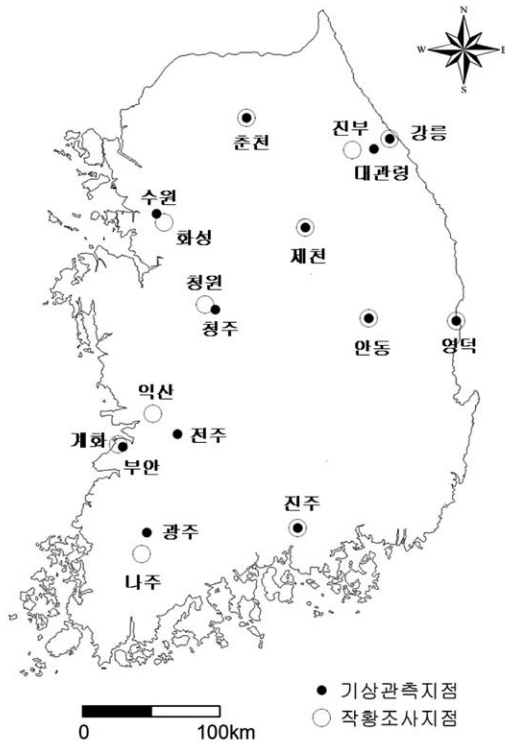 N
W
E
S
춘천
진부
강릉
대관령
수원
화성
제천
청원
청주
안동
영덕
익산
전주
계화
부안
진주
광주
나주
0
100km
기상관측지점
작황조사지점